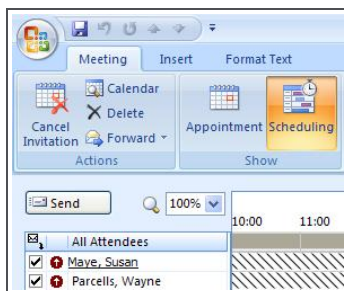 Meeting Insert Format Text
Calendar
Delete
Cancel Invitation
Forward
Appointment Scheduling
Actions Show
Send 100%
10:00 11:00
All Attendees
Maye, Susan
Parcells, Wayne